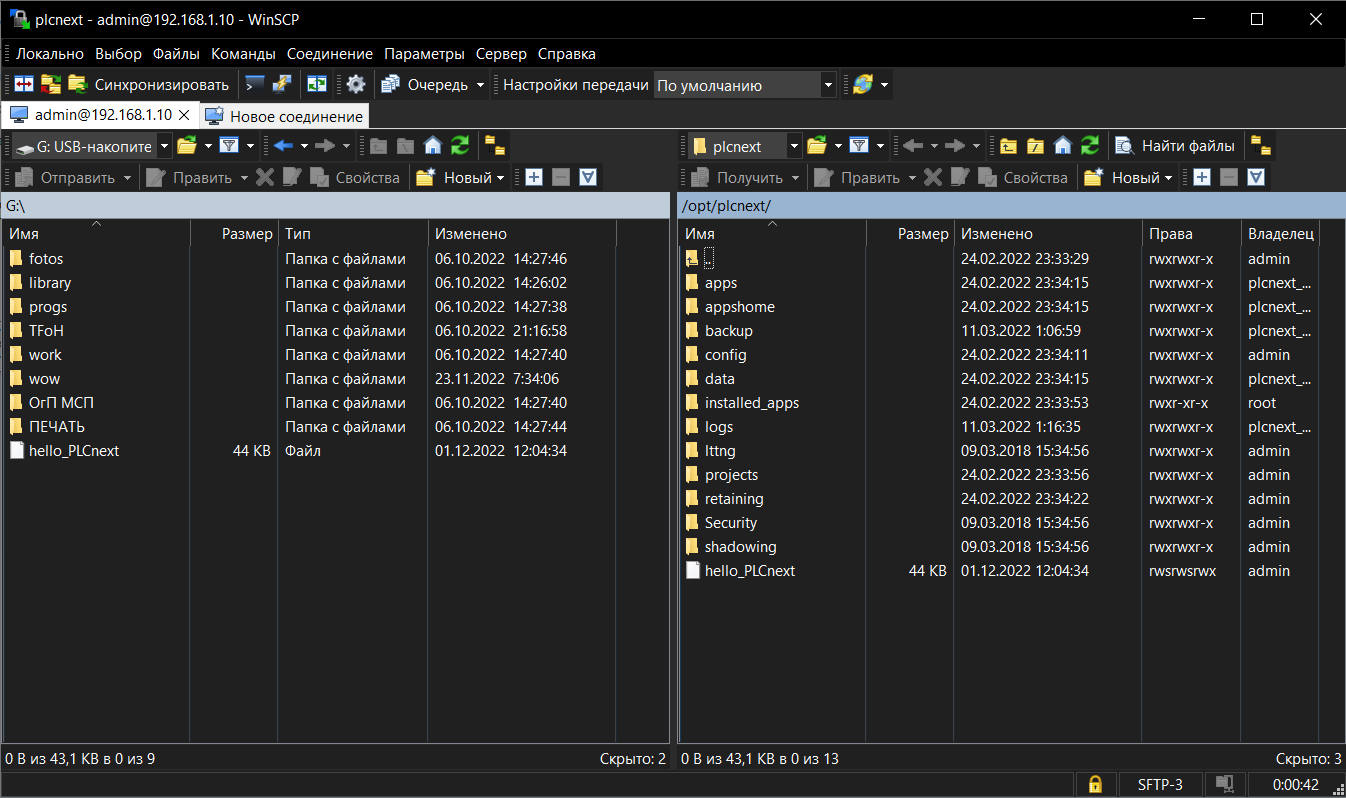 plcnext - admin@192.168.1.10 - WinSCP
Локально Выбор Файлы Команды Соединение Параметры Сервер Справка
Синхронизировать Очередь Настройки передачи По умолчанию
admin@192.168.1.10 Новое соединение
G: USB-накопите plcnext Найти файлы
Отправить Править Свойства Новый Получить Править Свойства Новый
G:\ /opt/plcnext/
Имя Размер Тип Изменено
fotos Папка с файлами 06.10.2022 14:27:46
library Папка с файлами 06.10.2022 14:26:02
progs Папка с файлами 06.10.2022 14:27:38
TFoH Папка с файлами 06.10.2022 21:16:58
work Папка с файлами 06.10.2022 14:27:40
wow Папка с файлами 23.11.2022 7:34:06
ОгП МСП Папка с файлами 06.10.2022 14:27:40
ПЕЧАТЬ Папка с файлами 06.10.2022 14:27:44
hello_PLCnext 44 KB Файл 01.12.2022 12:04:34
Имя Размер Изменено Права Владелец
.. 24.02.2022 23:33:29 rwxrwxr-x admin
apps 24.02.2022 23:34:15 rwxrwxr-x plcnext_...
appshome 24.02.2022 23:34:15 rwxrwxr-x plcnext_...
backup 11.03.2022 1:06:59 rwxrwxr-x plcnext_...
config 24.02.2022 23:34:11 rwxrwxr-x admin
data 24.02.2022 23:34:15 rwxrwxr-x plcnext_...
installed_apps 24.02.2022 23:33:53 rwxr-xr-x root
logs 11.03.2022 1:16:35 rwxrwxr-x plcnext_...
lttng 09.03.2018 15:34:56 rwxrwxr-x admin
projects 24.02.2022 23:33:56 rwxrwxr-x admin
retaining 24.02.2022 23:34:22 rwxrwxr-x admin
Security 09.03.2018 15:34:56 rwxrwxr-x admin
shadowing 09.03.2018 15:34:56 rwxrwxr-x admin
hello_PLCnext 44 KB 01.12.2022 12:04:34 rwsrwsrwx admin
0 B из 43,1 KB в 0 из 9 Скрыто: 2 0 B из 43,1 KB в 0 из 13 Скрыто: 3
SFTP-3 0:00:42